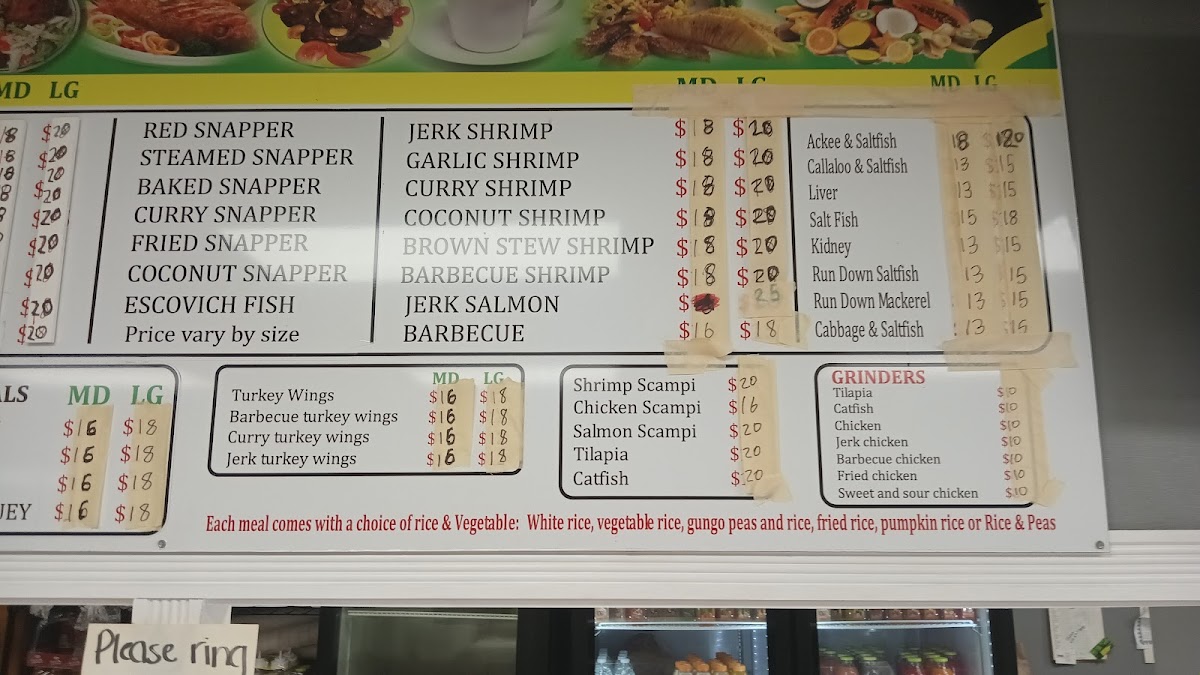 MD LG
MD LG
MD LG
$20
$20
$20
$20
$20
$20
$20
$20
$20
RED SNAPPER
STEAMED SNAPPER
BAKED SNAPPER
CURRY SNAPPER
FRIED SNAPPER
COCONUT SNAPPER
ESCOVICH FISH
Price vary by size
JERK SHRIMP $18 $20
GARLIC SHRIMP $18 $20
CURRY SHRIMP $18 $20
COCONUT SHRIMP $18 $20
BROWN STEW SHRIMP $18 $20
BARBECUE SHRIMP $18 $20
JERK SALMON $ 25
BARBECUE $16 $18
Ackee & Saltfish 18 $20
Callaloo & Saltfish 13 $15
Liver 13 $15
Salt Fish $15 $18
Kidney 13 $15
Run Down Saltfish 13 15
Run Down Mackerel 13 $15
Cabbage & Saltfish 13 $15
ALS MD LG
$16 $18
$16 $18
$16 $18
UEY $16 $18
MD LG
Turkey Wings $16 $18
Barbecue turkey wings $16 $18
Curry turkey wings $16 $18
Jerk turkey wings $16 $18
Shrimp Scampi $20
Chicken Scampi $16
Salmon Scampi $20
Tilapia $20
Catfish $20
GRINDERS
Tilapia $10
Catfish $10
Chicken $10
Jerk chicken $10
Barbecue chicken $10
Fried chicken $10
Sweet and sour chicken $10
Each meal comes with a choice of rice & Vegetable: White rice, vegetable rice, gungo peas and rice, fried rice, pumpkin rice or Rice & Peas
Please ring